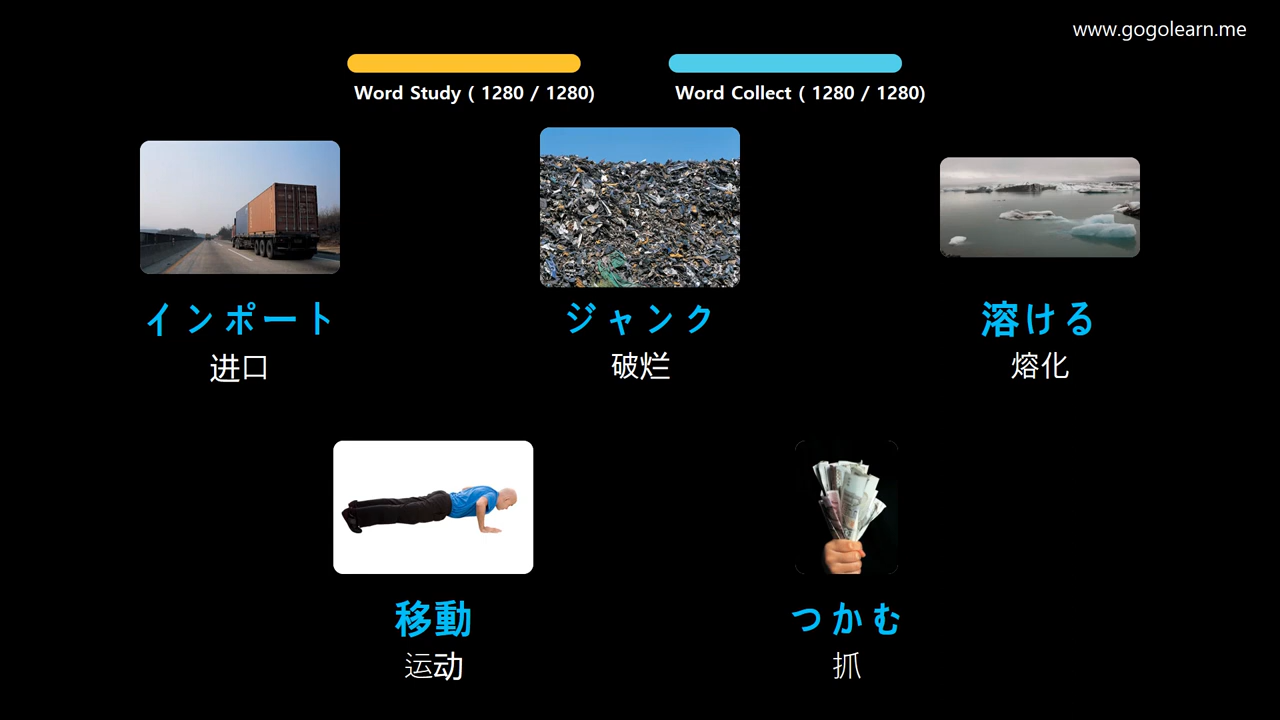 www.gogolearn.me
Word Study ( 1280 / 1280)
Word Collect ( 1280 / 1280)
インポート
进口
ジャンク
破烂
溶ける
熔化
移動
运动
つかむ
抓